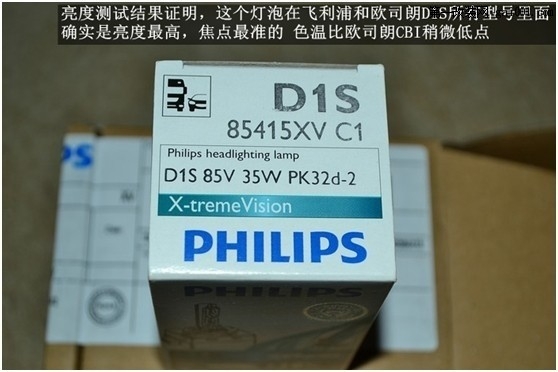 亮度测试结果证明，这个灯泡在飞利浦和欧司朗D1S所有型号里面
确实是亮度最高，焦点最准的 色温比欧司朗CBI稍微低点
D1S
85415XV C1
Philips headlighting lamp
D1S 85V 35W PK32d-2
X-tremeVision
PHILIPS
PS
PHILIPS